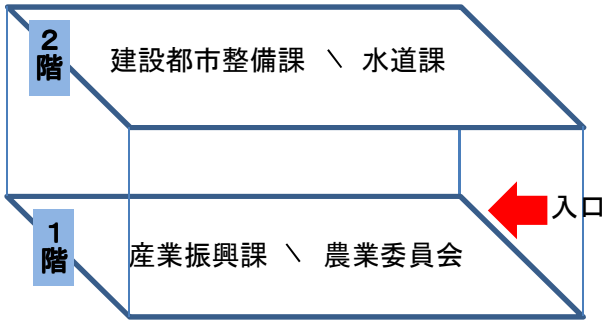 2階
建設都市整備課 \ 水道課
入口
1階
産業振興課 \ 農業委員会